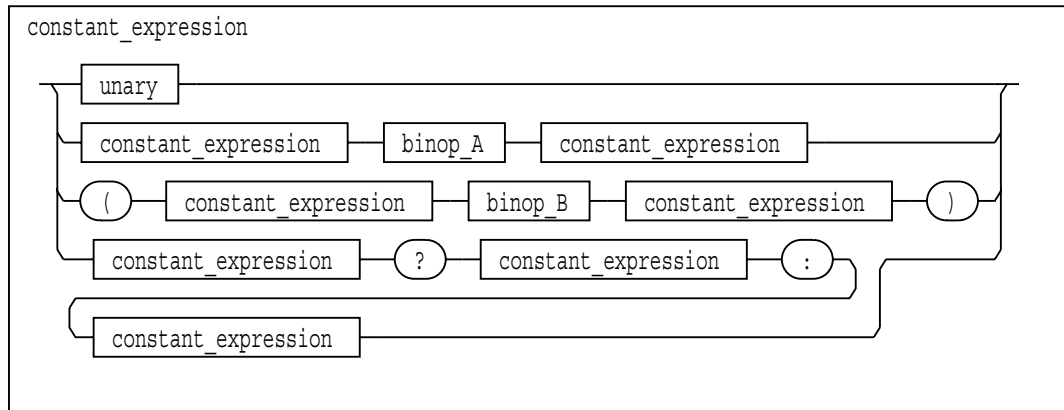 constant_expression
unary
constant_expression binop_A constant_expression
( constant_expression binop_B constant_expression )
constant_expression ? constant_expression :
constant_expression